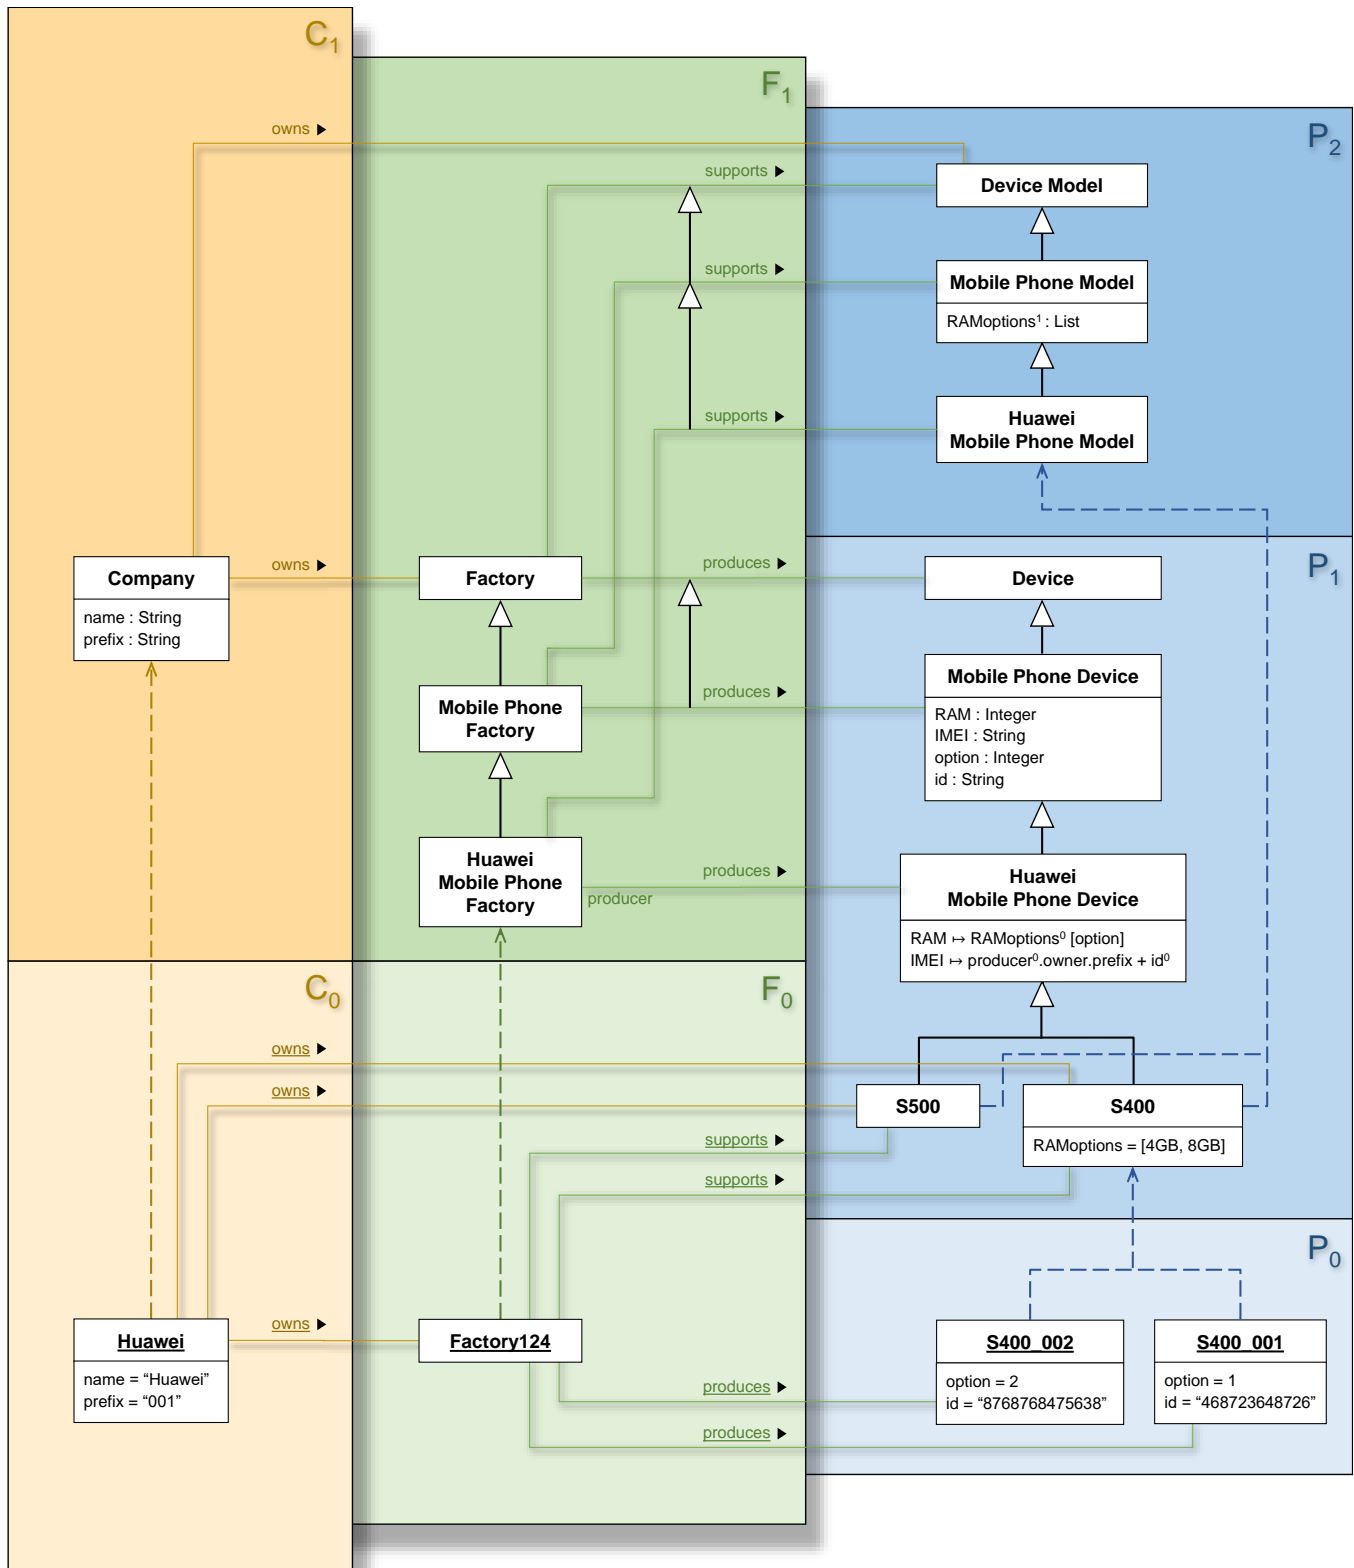 C₁
F₁
P₂
owns ▶
supports ▶
Device Model
supports ▶
Mobile Phone Model
RAMoptions¹ : List
supports ▶
Huawei
Mobile Phone Model
P₁
Company
name : String
prefix : String
owns ▶
Factory
produces ▶
Device
Mobile Phone
Factory
produces ▶
Mobile Phone Device
RAM : Integer
IMEI : String
option : Integer
id : String
Huawei
Mobile Phone
Factory
producer
produces ▶
Huawei
Mobile Phone Device
RAM ↦ RAMoptions⁰ [option]
IMEI ↦ producer⁰.owner.prefix + id⁰
C₀
F₀
owns ▶
owns ▶
S500
S400
RAMoptions = [4GB, 8GB]
supports ▶
supports ▶
P₀
Huawei
name = “Huawei”
prefix = “001”
owns ▶
Factory124
S400_002
option = 2
id = “8768768475638”
S400_001
option = 1
id = “468723648726”
produces ▶
produces ▶